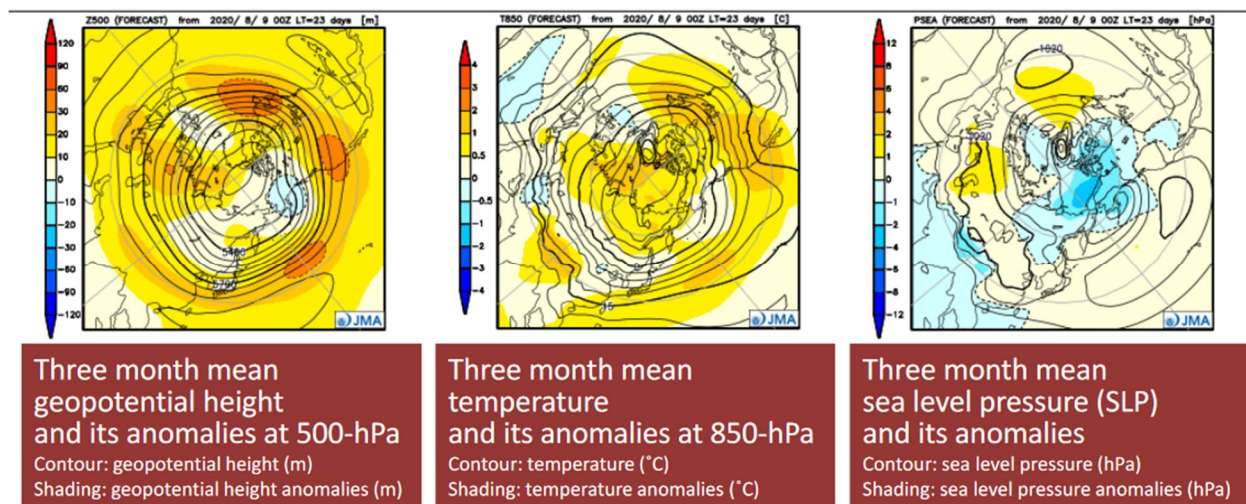 Z500 (FORECAST) from 2020/ 8/ 9 00Z LT=23 days [m]
120
90
60
30
20
10
0
-10
-20
-30
-60
-90
-120
5400
5700
JMA
T850 (FORECAST) from 2020/ 8/ 9 00Z LT=23 days [C]
4
3
2
1
0.5
0
-0.5
-1
-2
-3
-4
15
JMA
PSEA (FORECAST) from 2020/ 8/ 9 00Z LT=23 days [hPa]
12
8
6
4
2
1
0
-1
-2
-4
-6
-8
-12
1020
1020
JMA
Three month mean
geopotential height
and its anomalies at 500-hPa
Contour: geopotential height (m)
Shading: geopotential height anomalies (m)
Three month mean
temperature
and its anomalies at 850-hPa
Contour: temperature (˚C)
Shading: temperature anomalies (˚C)
Three month mean
sea level pressure (SLP)
and its anomalies
Contour: sea level pressure (hPa)
Shading: sea level pressure anomalies (hPa)